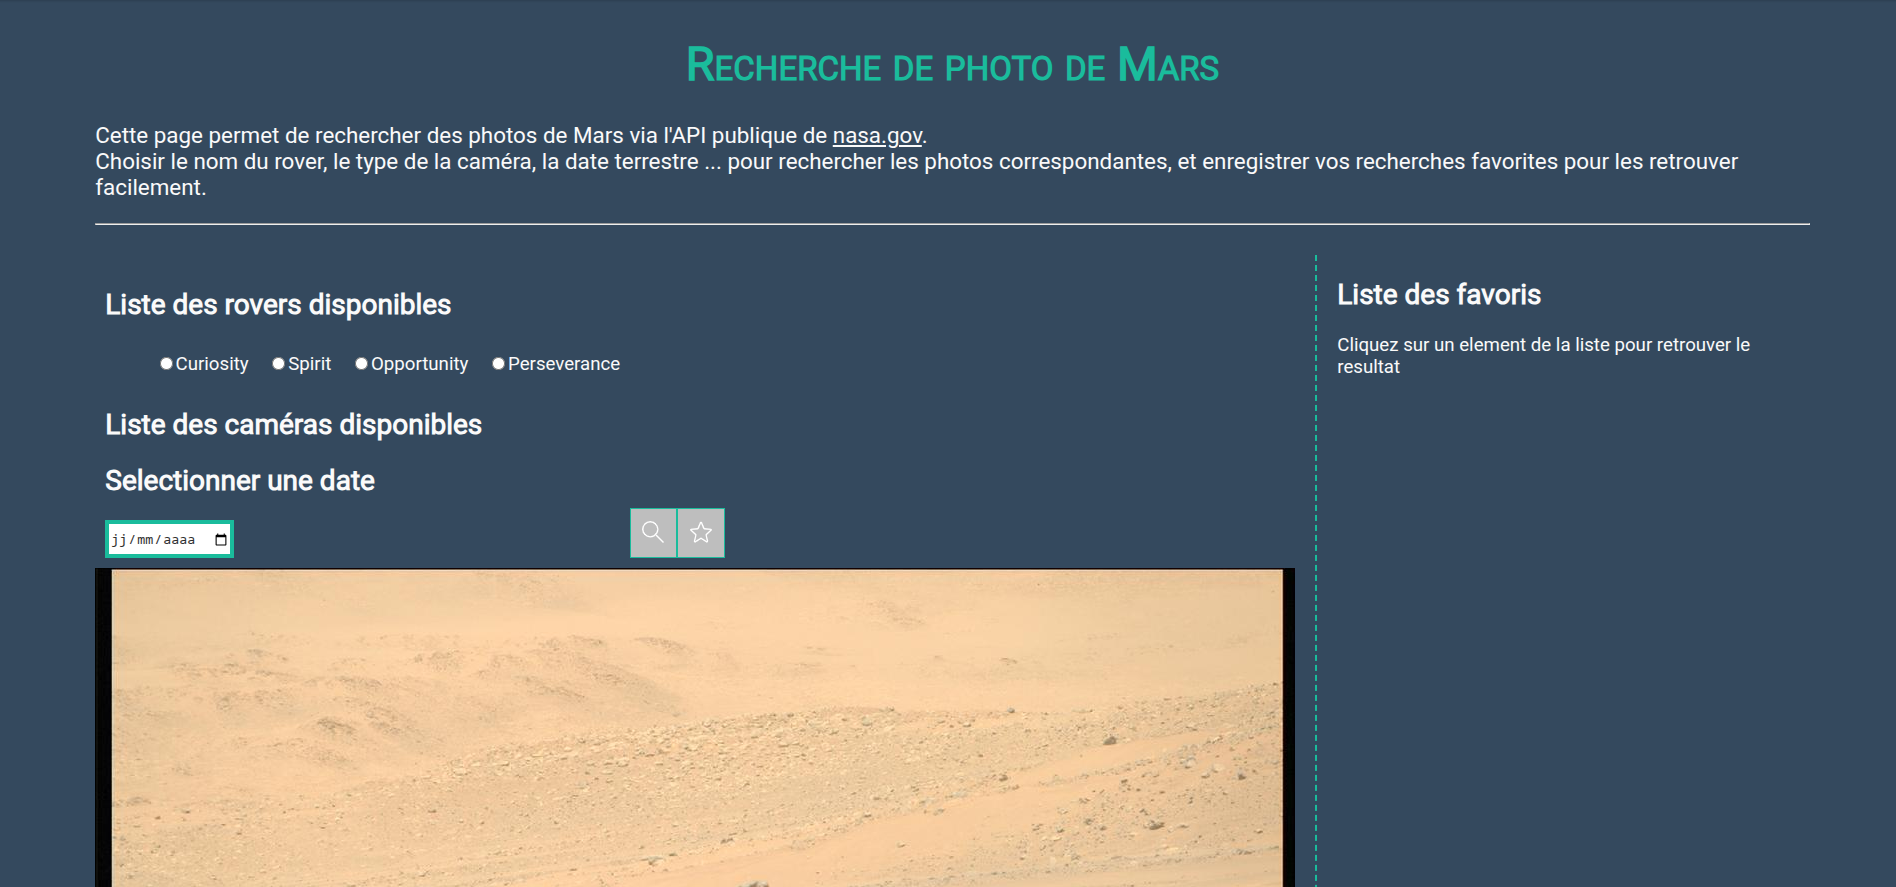 Recherche de photo de Mars
Cette page permet de rechercher des photos de Mars via l'API publique de nasa.gov.
Choisir le nom du rover, le type de la caméra, la date terrestre ... pour rechercher les photos correspondantes, et enregistrer vos recherches favorites pour les retrouver
facilement.
Liste des rovers disponibles
Curiosity Spirit Opportunity Perseverance
Liste des caméras disponibles
Selectionner une date
jj/mm/aaaa
Liste des favoris
Cliquez sur un element de la liste pour retrouver le
resultat